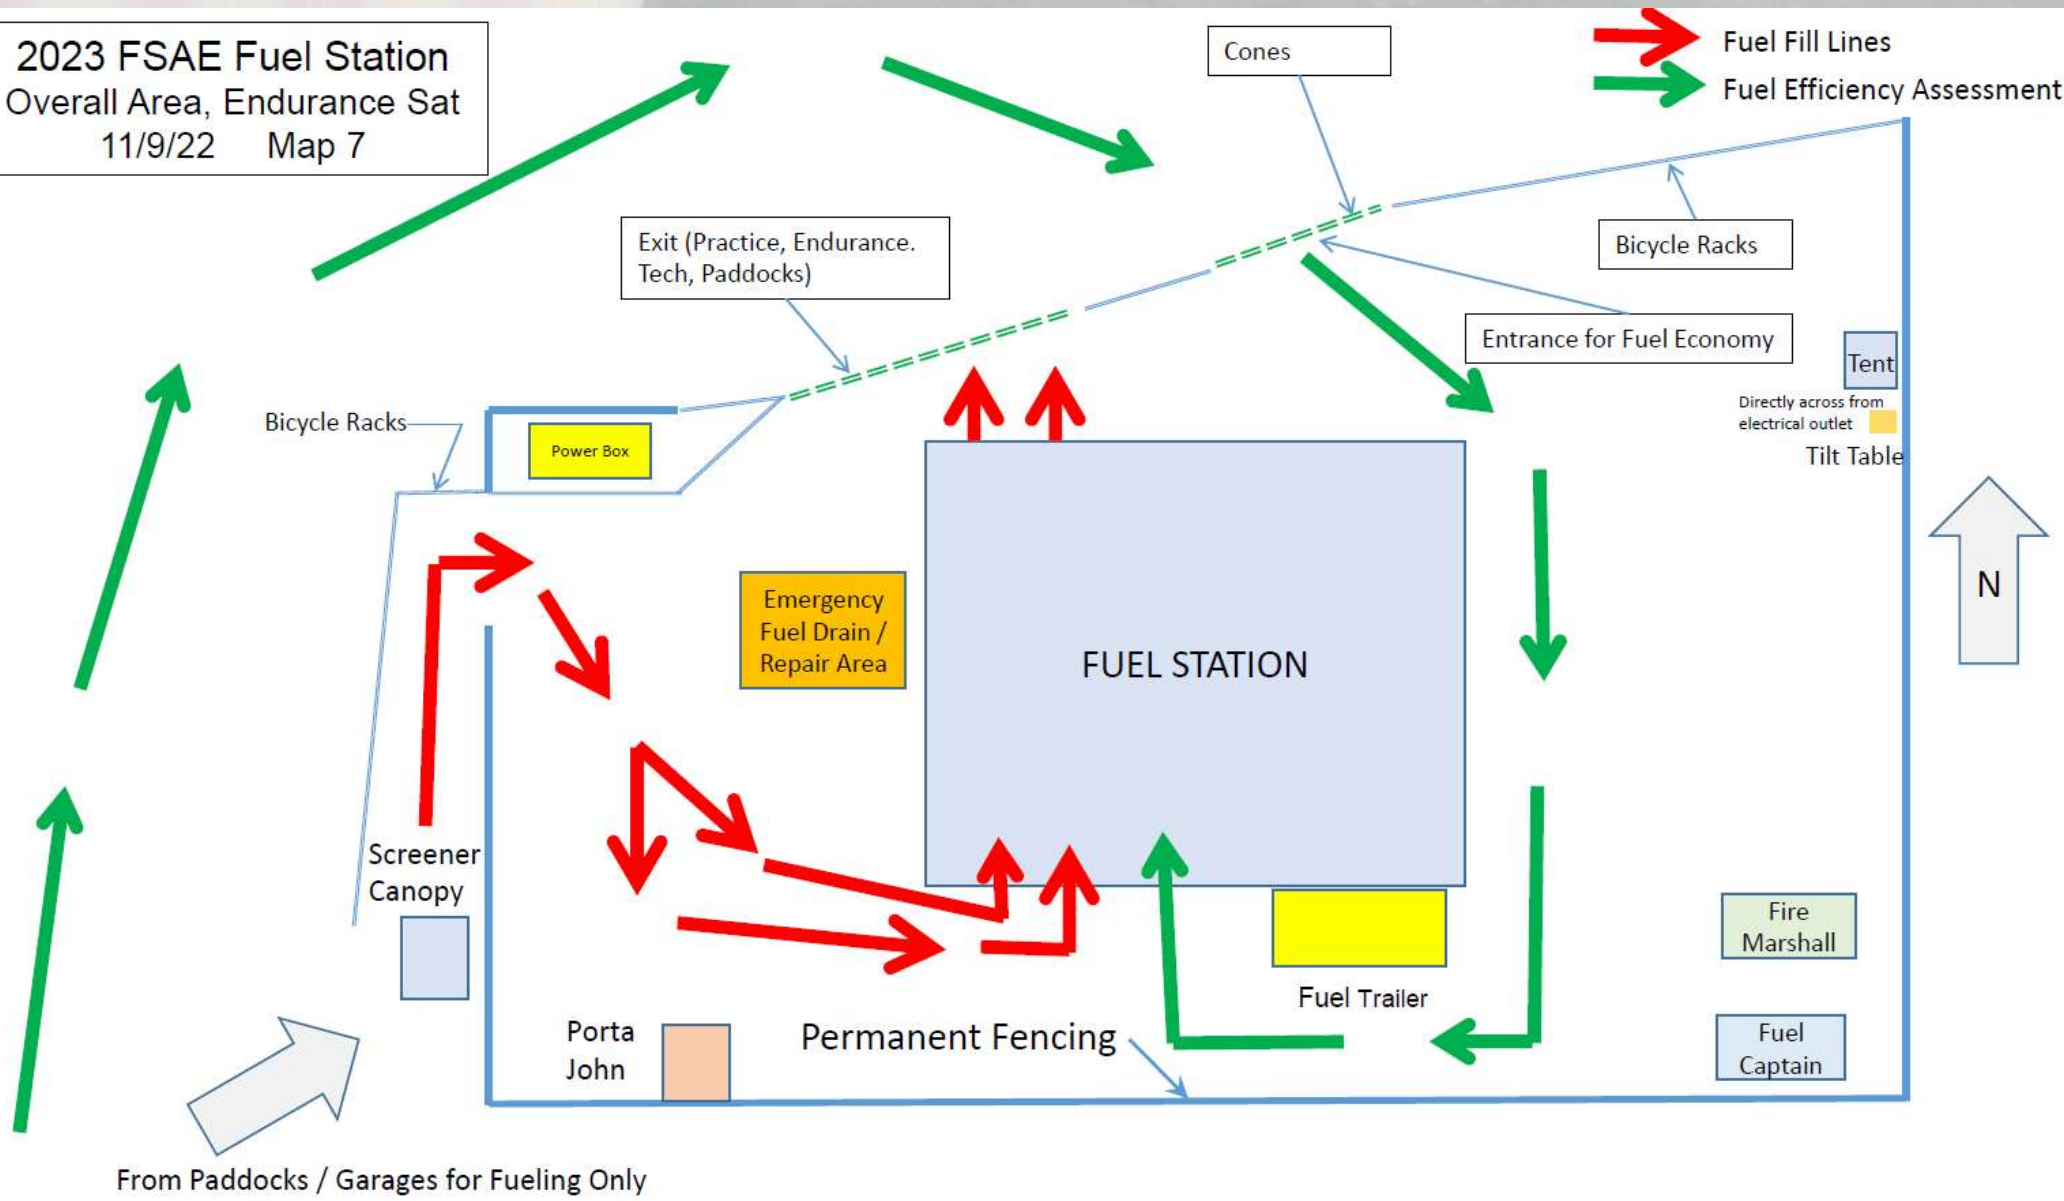 2023 FSAE Fuel Station
Overall Area, Endurance Sat
11/9/22 Map 7
Fuel Fill Lines
Fuel Efficiency Assessment
Cones
Exit (Practice, Endurance.
Tech, Paddocks)
Bicycle Racks
Entrance for Fuel Economy
Tent
Directly across from
electrical outlet
Tilt Table
Bicycle Racks
Power Box
N
Emergency
Fuel Drain /
Repair Area
FUEL STATION
Screener
Canopy
Fire
Marshall
Fuel Trailer
Porta
John
Permanent Fencing
Fuel
Captain
From Paddocks / Garages for Fueling Only